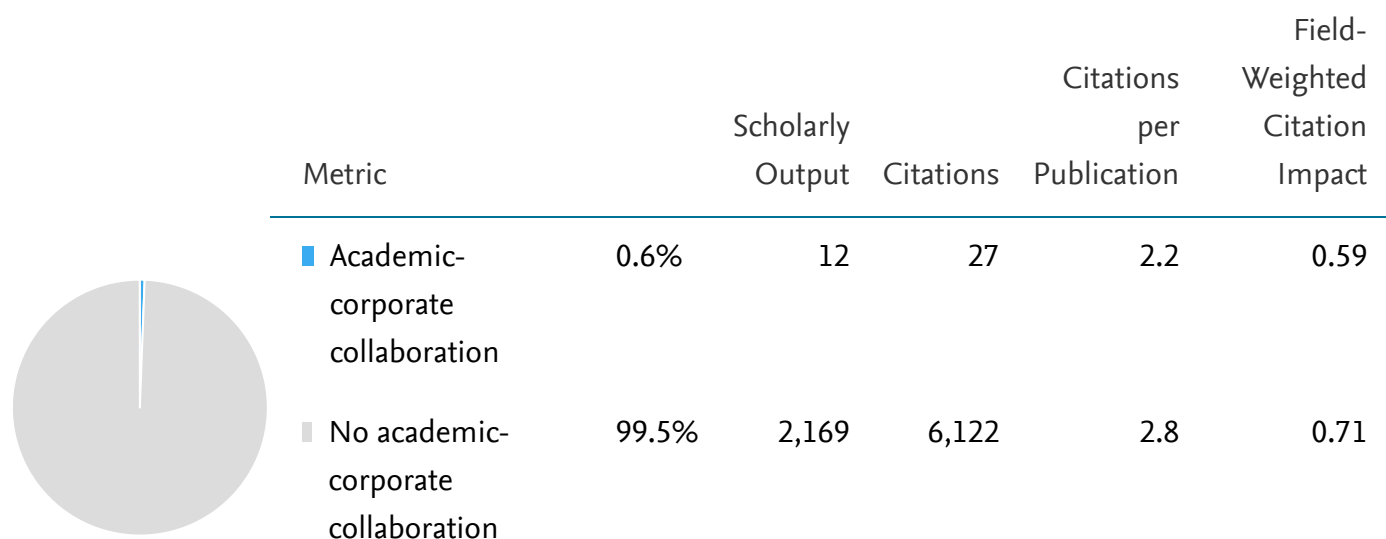 Metric Scholarly Output Citations Citations per Publication Field-Weighted Citation Impact
Academic- 0.6% 12 27 2.2 0.59
corporate
collaboration
No academic- 99.5% 2,169 6,122 2.8 0.71
corporate
collaboration